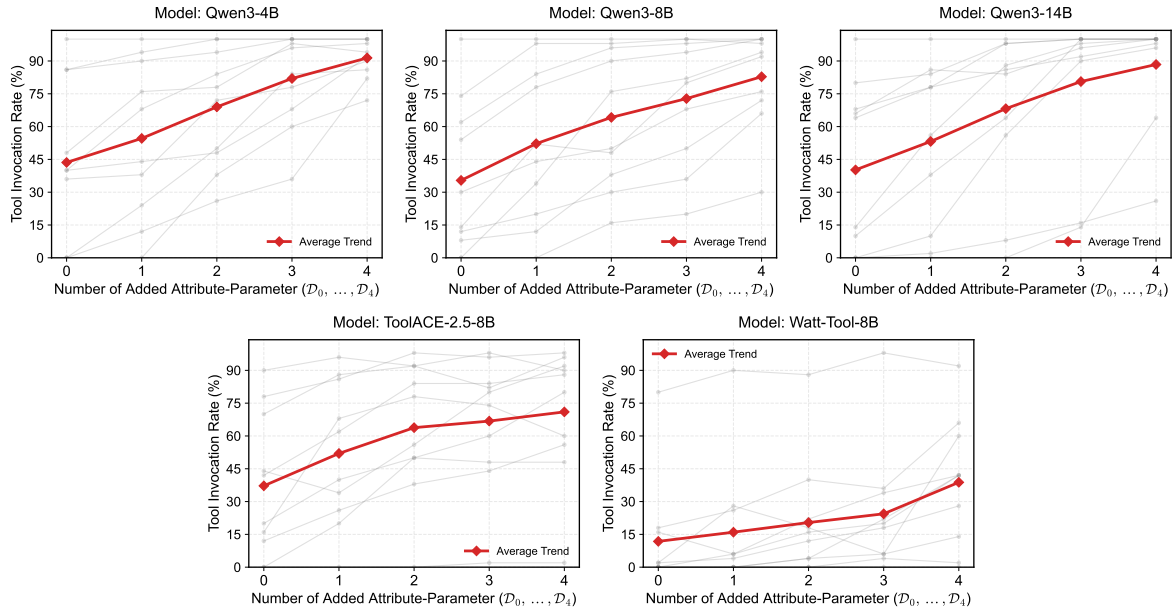 Model: Qwen3-4B
Tool Invocation Rate (%)
90
75
60
45
30
15
0
0 1 2 3 4
Average Trend
Number of Added Attribute-Parameter (𝒟₀, … , 𝒟₄)
Model: Qwen3-8B
Tool Invocation Rate (%)
90
75
60
45
30
15
0
0 1 2 3 4
Average Trend
Number of Added Attribute-Parameter (𝒟₀, … , 𝒟₄)
Model: Qwen3-14B
Tool Invocation Rate (%)
90
75
60
45
30
15
0
0 1 2 3 4
Average Trend
Number of Added Attribute-Parameter (𝒟₀, … , 𝒟₄)
Model: ToolACE-2.5-8B
Tool Invocation Rate (%)
90
75
60
45
30
15
0
0 1 2 3 4
Average Trend
Number of Added Attribute-Parameter (𝒟₀, … , 𝒟₄)
Model: Watt-Tool-8B
Average Trend
Tool Invocation Rate (%)
90
75
60
45
30
15
0
0 1 2 3 4
Number of Added Attribute-Parameter (𝒟₀, … , 𝒟₄)